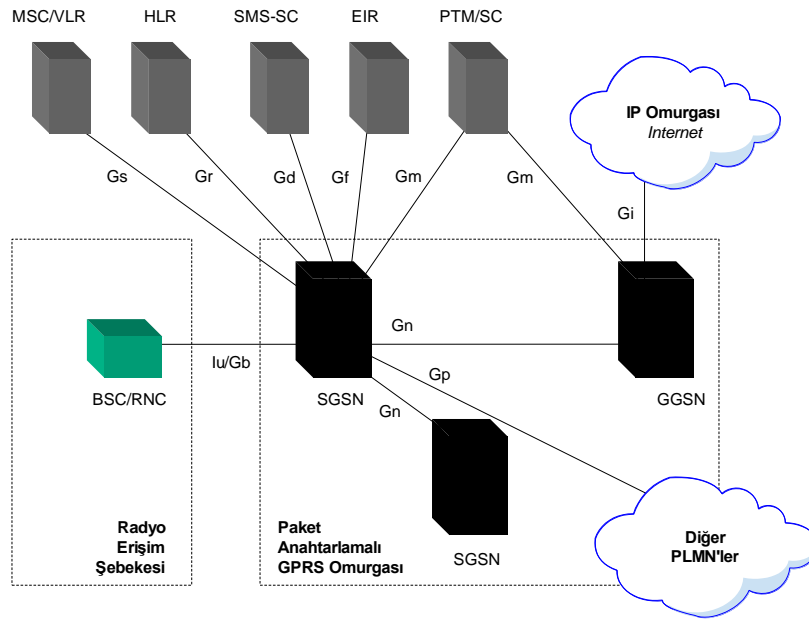 MSC/VLR
HLR
SMS-SC
EIR
PTM/SC
IP Omurgası
Internet
Gs
Gr
Gd
Gf
Gm
Gm
Gi
Iu/Gb
Gn
Gp
Gn
BSC/RNC
SGSN
GGSN
SGSN
Radyo
Erişim
Şebekesi
Paket
Anahtarlamalı
GPRS Omurgası
Diğer
PLMN'ler